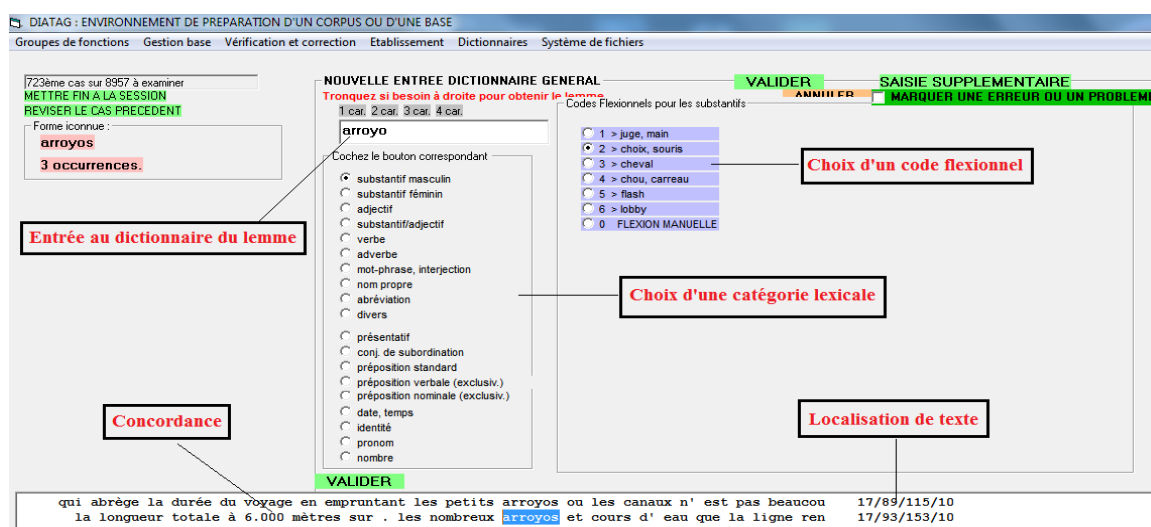 DIATAG : ENVIRONNEMENT DE PREPARATION D'UN CORPUS OU D'UNE BASE
Groupes de fonctions Gestion base Vérification et correction Etablissement Dictionnaires Système de fichiers
723ème cas sur 8957 à examiner
METTRE FIN A LA SESSION
REVISER LE CAS PRECEDENT
Forme iconnue :
arroyos
3 occurrences.
Entrée au dictionnaire du lemme
NOUVELLE ENTREE DICTIONNAIRE GENERAL
Tronquez si besoin à droite pour obtenir le lemme
1 car. 2 car. 3 car. 4 car.
arroyo
Cochez le bouton correspondant
substantif masculin
substantif féminin
adjectif
substantif/adjectif
verbe
adverbe
mot-phrase, interjection
nom propre
abréviation
divers
présentatif
conj. de subordination
préposition standard
préposition verbale (exclusiv.)
préposition nominale (exclusiv.)
date, temps
identité
pronom
nombre
VALIDER
VALIDER
SAISIE SUPPLEMENTAIRE
ANNULER
MARQUER UNE ERREUR OU UN PROBLEME
Codes Flexionnels pour les substantifs
1 > juge, main
2 > choix, souris
3 > cheval
4 > chou, carreau
5 > flash
6 > lobby
0 FLEXION MANUELLE
Choix d'un code flexionnel
Choix d'une catégorie lexicale
Concordance
Localisation de texte
qui abrège la durée du voyage en empruntant les petits arroyos ou les canaux n' est pas beaucou 17/89/115/10
la longueur totale à 6.000 mètres sur . les nombreux arroyos et cours d' eau que la ligne ren 17/93/153/10